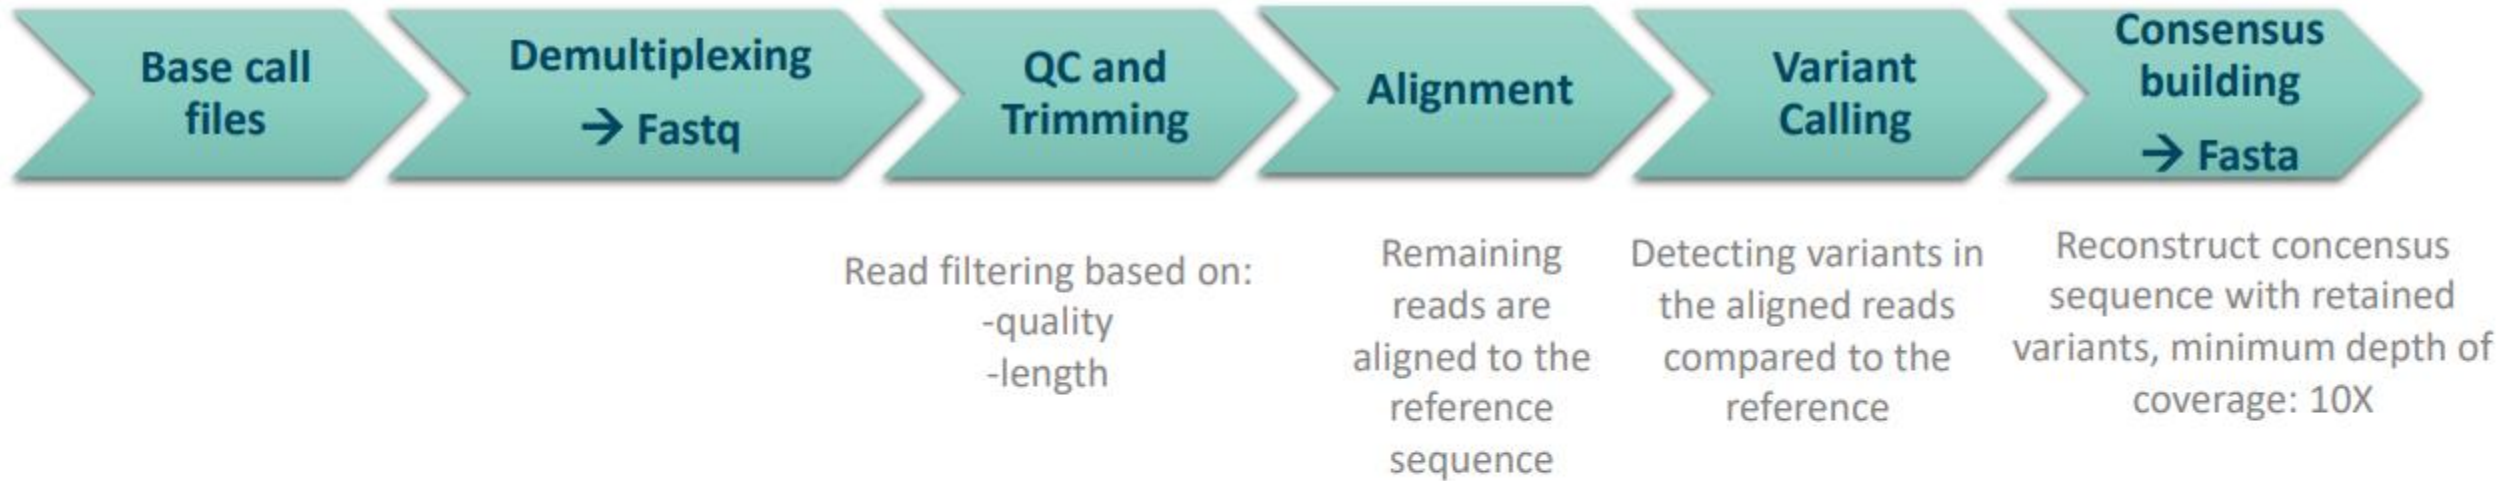 Base call
files
Demultiplexing
→ Fastq
QC and
Trimming
Alignment
Variant
Calling
Consensus
building
→ Fasta
Read filtering based on:
-quality
-length
Remaining
reads are
aligned to the
reference
sequence
Detecting variants in
the aligned reads
compared to the
reference
Reconstruct concensus
sequence with retained
variants, minimum depth of
coverage: 10X